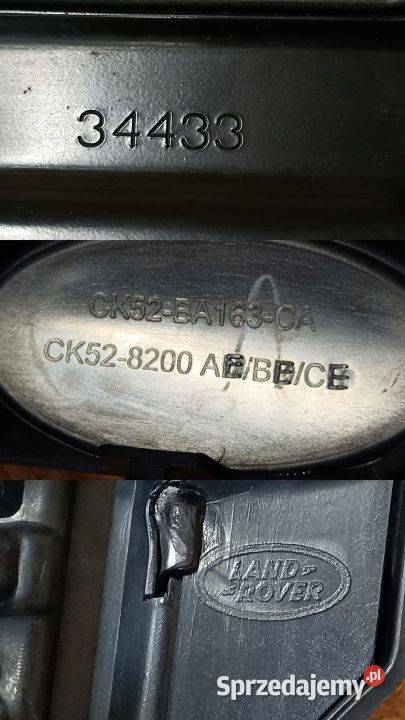 34433
CK52-BA163-CA
CK52-8200 AE/BE/CE
LAND-
ROVER
Sprzedajemy.pl